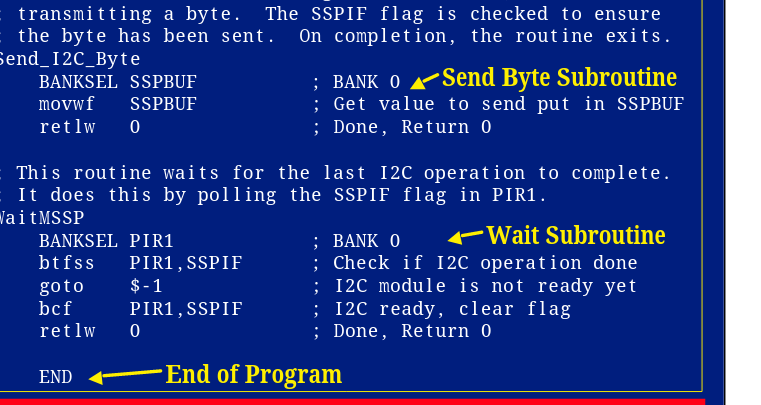 ; transmitting a byte.  The SSPIF flag is checked to ensure
; the byte has been sent.  On completion, the routine exits.
Send_I2C_Byte
BANKSEL SSPBUF ; BANK 0 Send Byte Subroutine
movwf SSPBUF ; Get value to send put in SSPBUF
retlw 0 ; Done, Return 0
; This routine waits for the last I2C operation to complete.
; It does this by polling the SSPIF flag in PIR1.
WaitMSSP
BANKSEL PIR1 ; BANK 0 Wait Subroutine
btfss PIR1,SSPIF ; Check if I2C operation done
goto $-1 ; I2C module is not ready yet
bcf PIR1,SSPIF ; I2C ready, clear flag
retlw 0 ; Done, Return 0
END End of Program